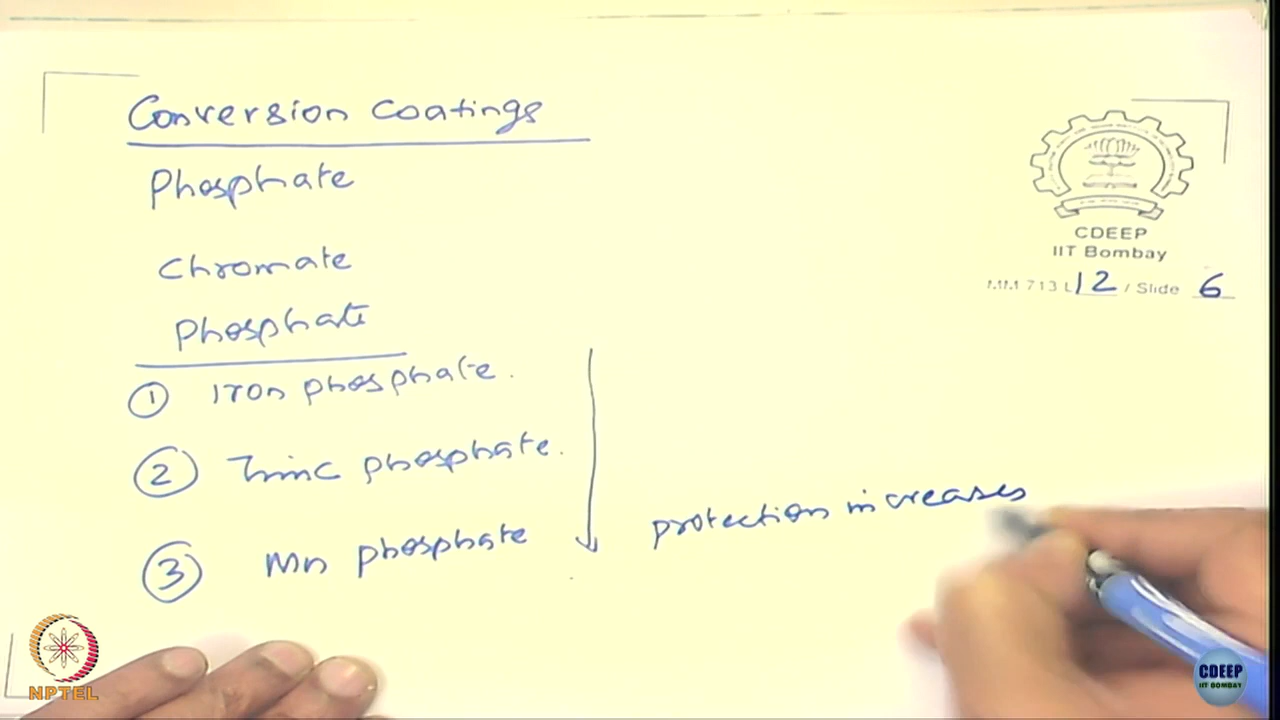 Conversion Coatings
Phosphate
Chromate
Phosphate
① Iron phosphate.
② Zinc phosphate.
③ Mn phosphate
protection increases
CDEEP
IIT Bombay
MM 713 L 12 / Slide 6
NPTEL
CDEEP
IIT BOMBAY